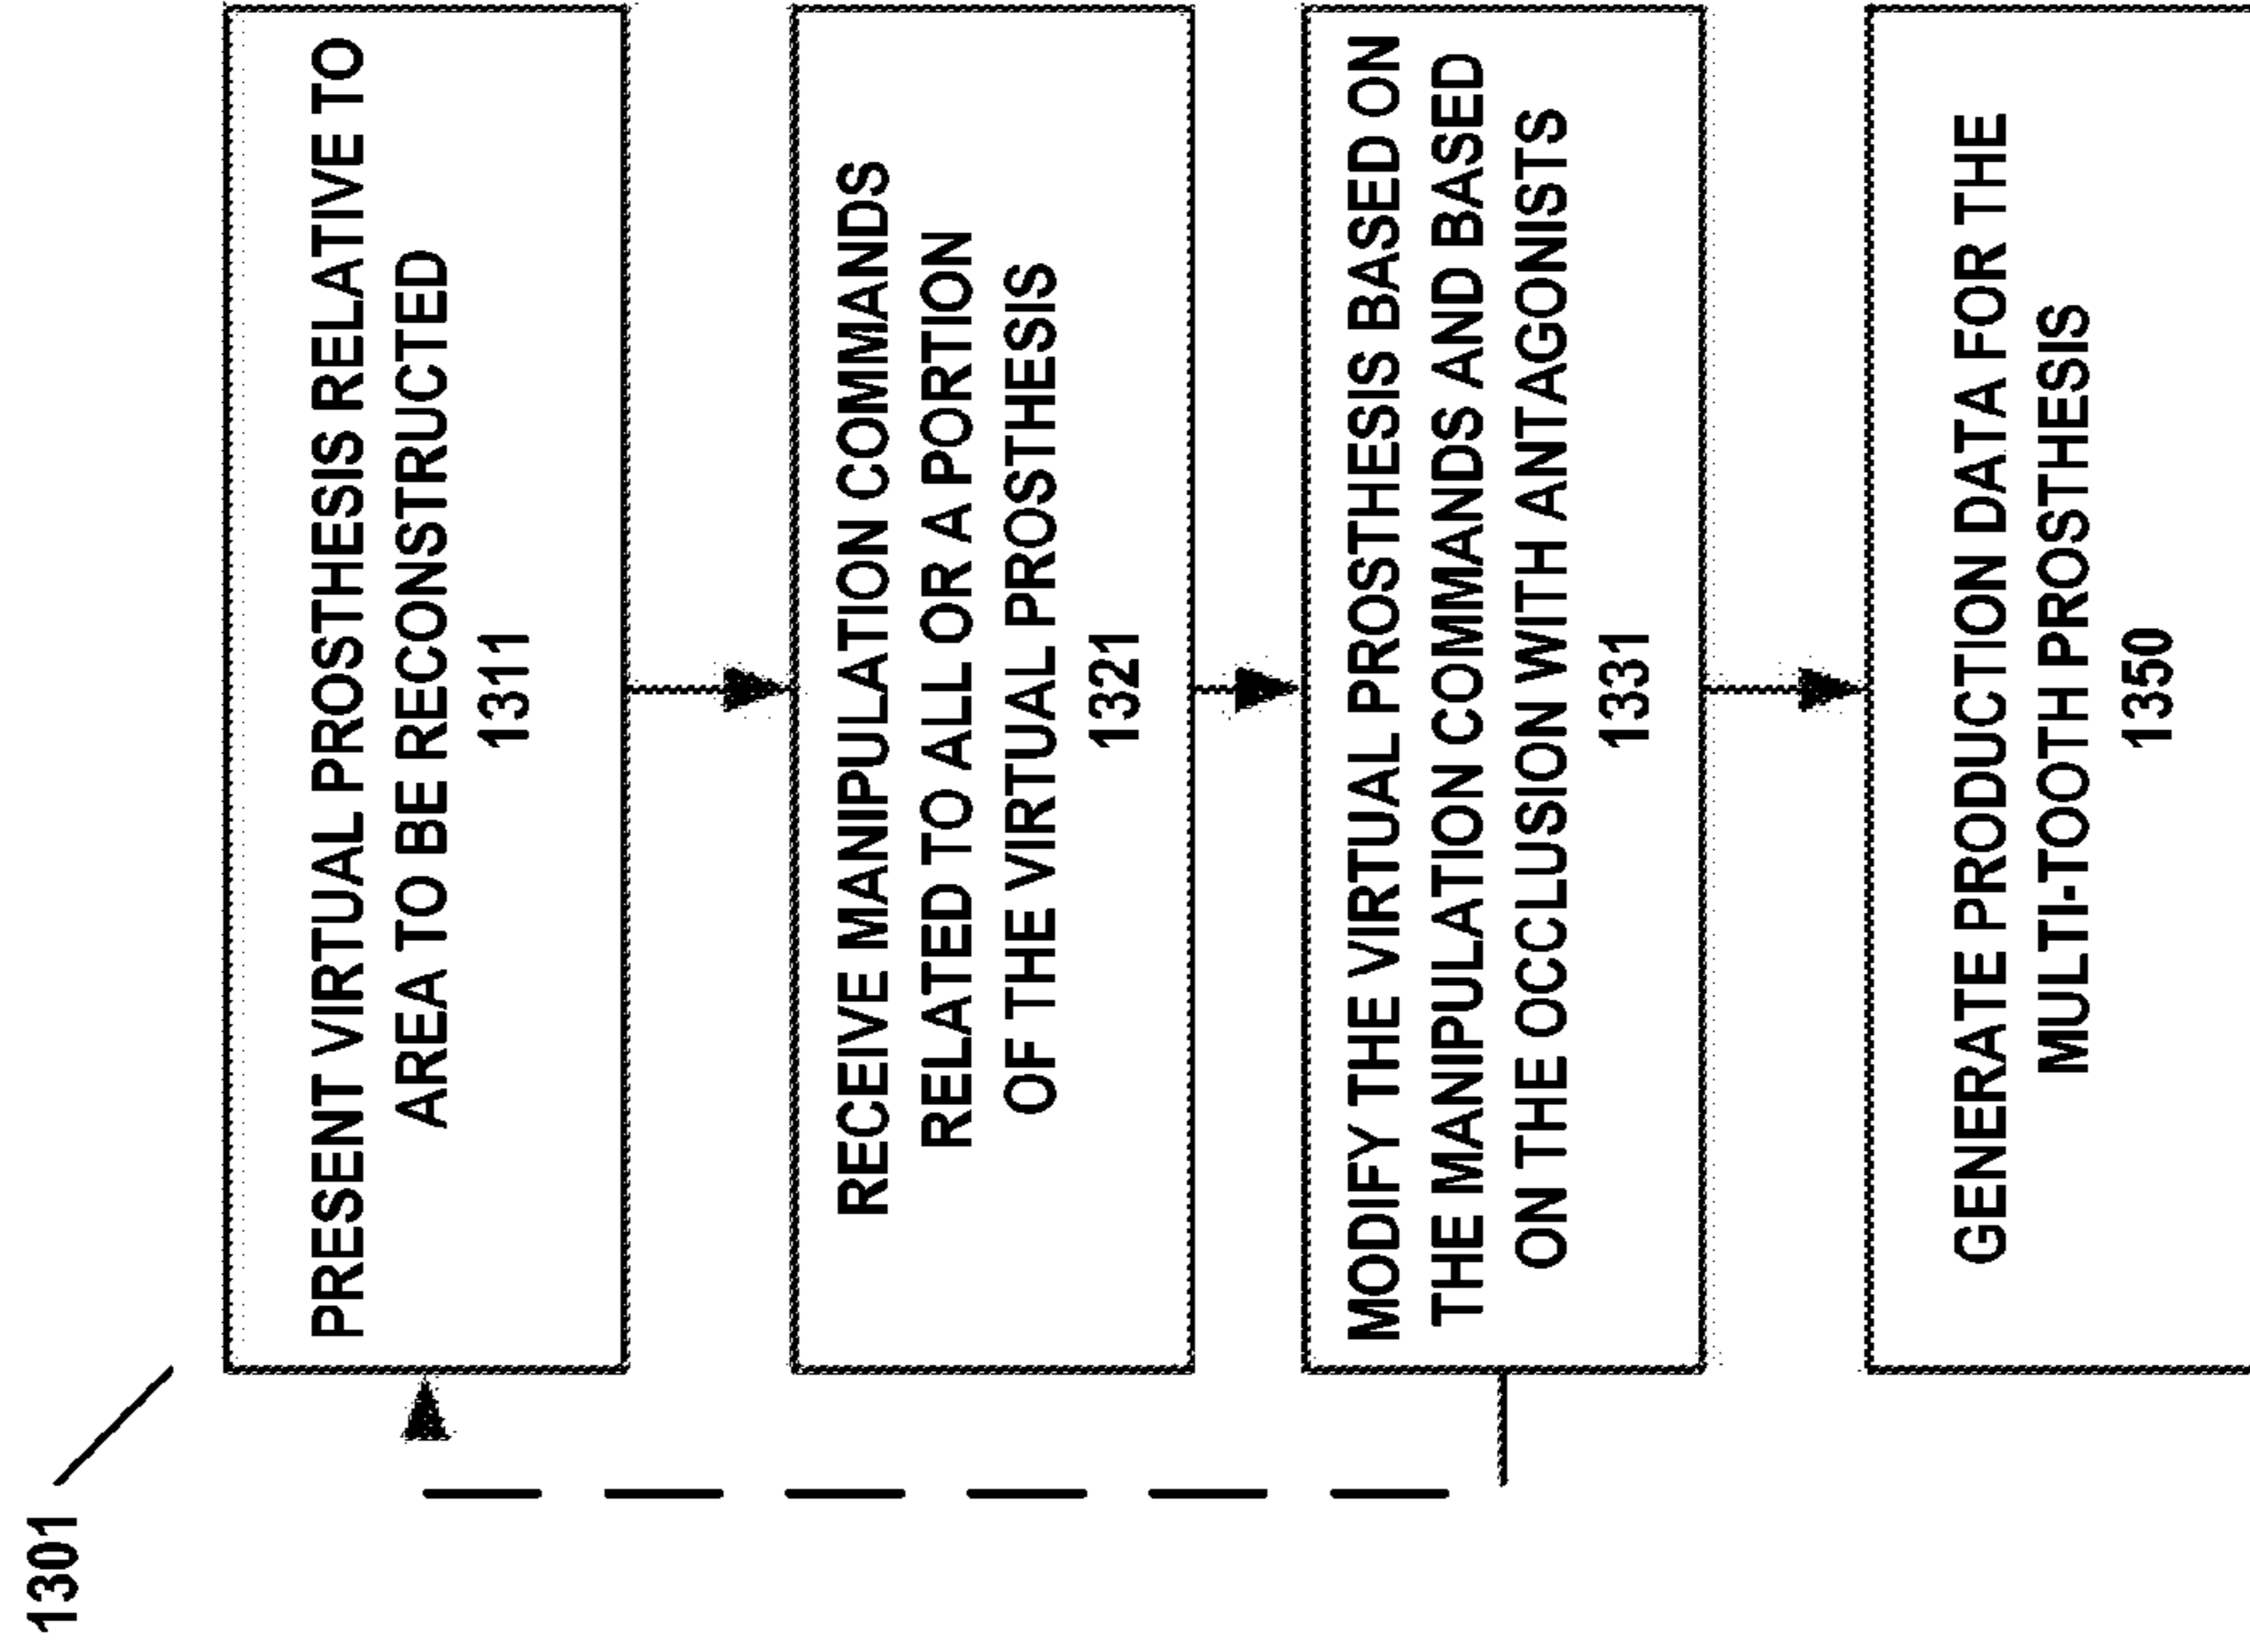 1301
PRESENT VIRTUAL PROSTHESIS RELATIVE TO
AREA TO BE RECONSTRUCTED
1311
RECEIVE MANIPULATION COMMANDS
RELATED TO ALL OR A PORTION
OF THE VIRTUAL PROSTHESIS
1321
MODIFY THE VIRTUAL PROSTHESIS BASED ON
THE MANIPULATION COMMANDS AND BASED
ON THE OCCLUSION WITH ANTAGONISTS
1331
GENERATE PRODUCTION DATA FOR THE
MULTI-TOOTH PROSTHESIS
1350